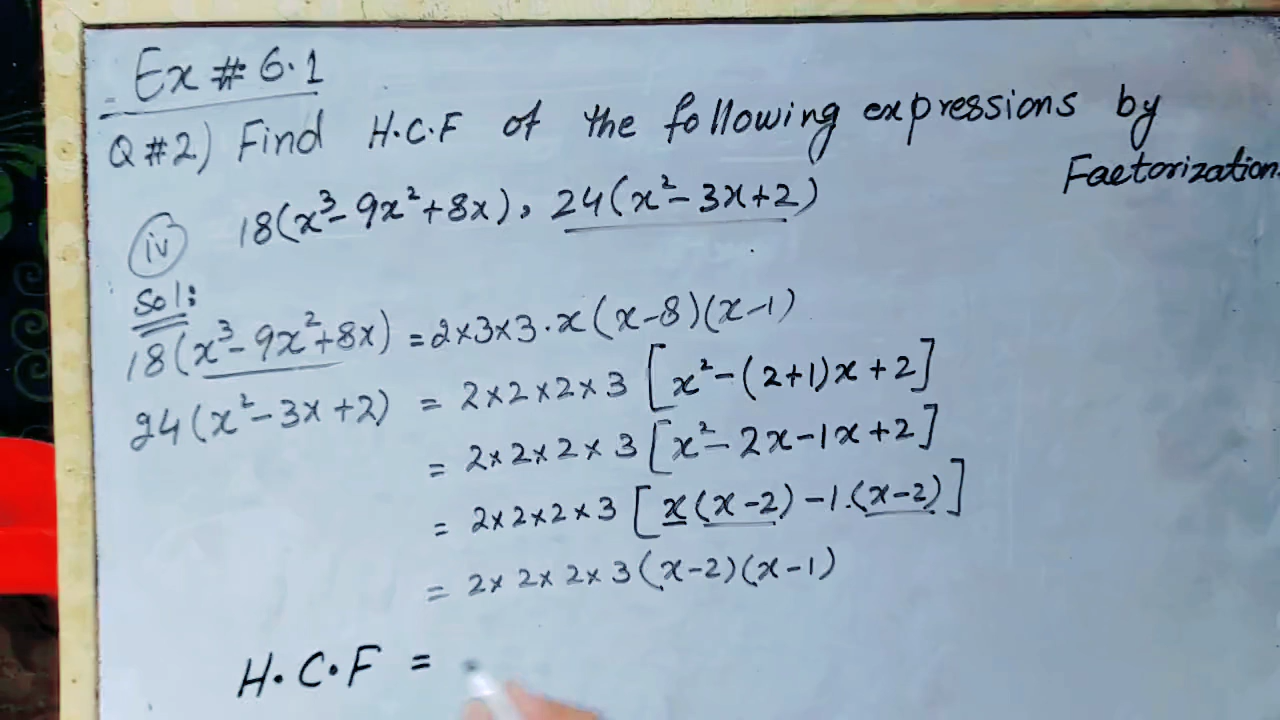 Ex # 6.1
Q #2) Find H.C.F of the following expressions by
Factorization.
iv 18(x³-9x²+8x), 24(x²-3x+2)
Sol:
18(x³-9x²+8x) = 2×3×3.x(x-8)(x-1)
24(x²-3x+2) = 2×2×2×3[x²-(2+1)x+2]
= 2×2×2×3[x²-2x-1x+2]
= 2×2×2×3[x(x-2)-1.(x-2)]
= 2×2×2×3(x-2)(x-1)
H.C.F =